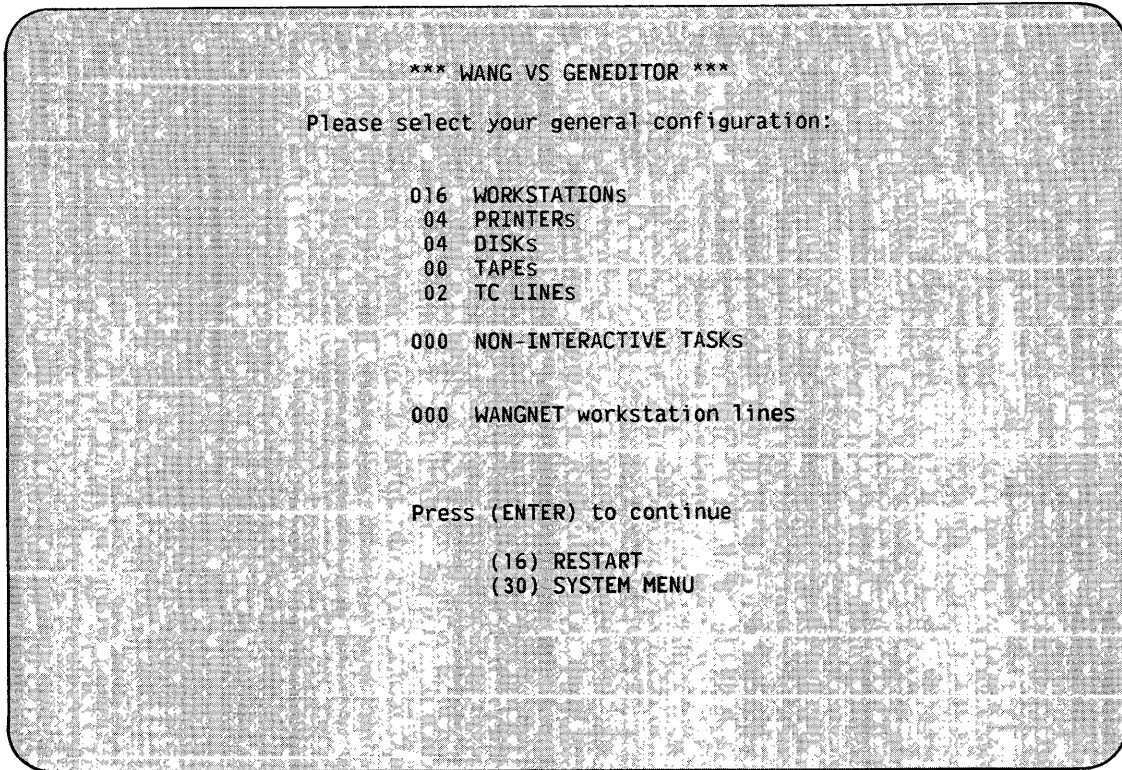 *** WANG VS GENEDITOR ***
Please select your general configuration:
016 WORKSTATIONs
04 PRINTERs
04 DISKs
00 TAPEs
02 TC LINEs
000 NON-INTERACTIVE TASKs
000 WANGNET workstation lines
Press (ENTER) to continue
(16) RESTART
(30) SYSTEM MENU